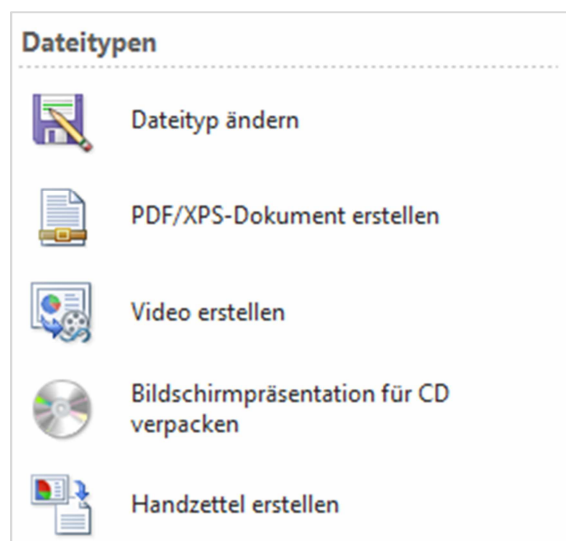 Dateitypen
Dateityp ändern
PDF/XPS-Dokument erstellen
Video erstellen
Bildschirmpräsentation für CD
verpacken
Handzettel erstellen